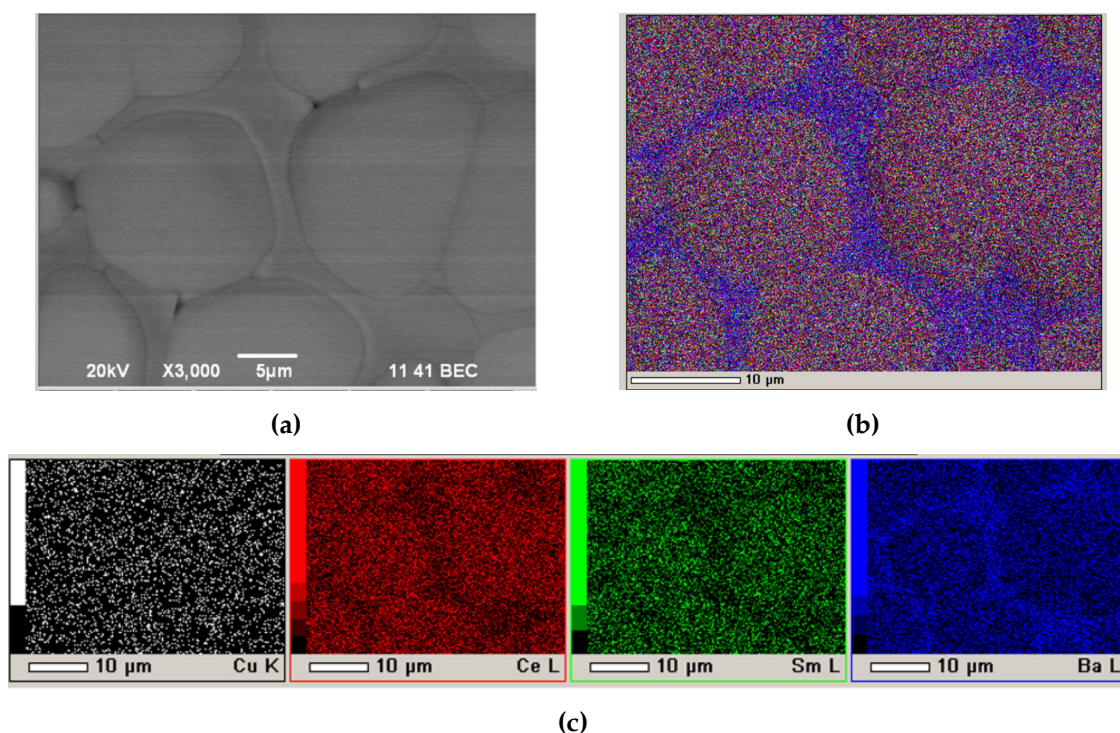 20kV X3,000 5μm 11 41 BEC
10 μm
(a)
(b)
10 μm Cu K
10 μm Ce L
10 μm Sm L
10 μm Ba L
(c)